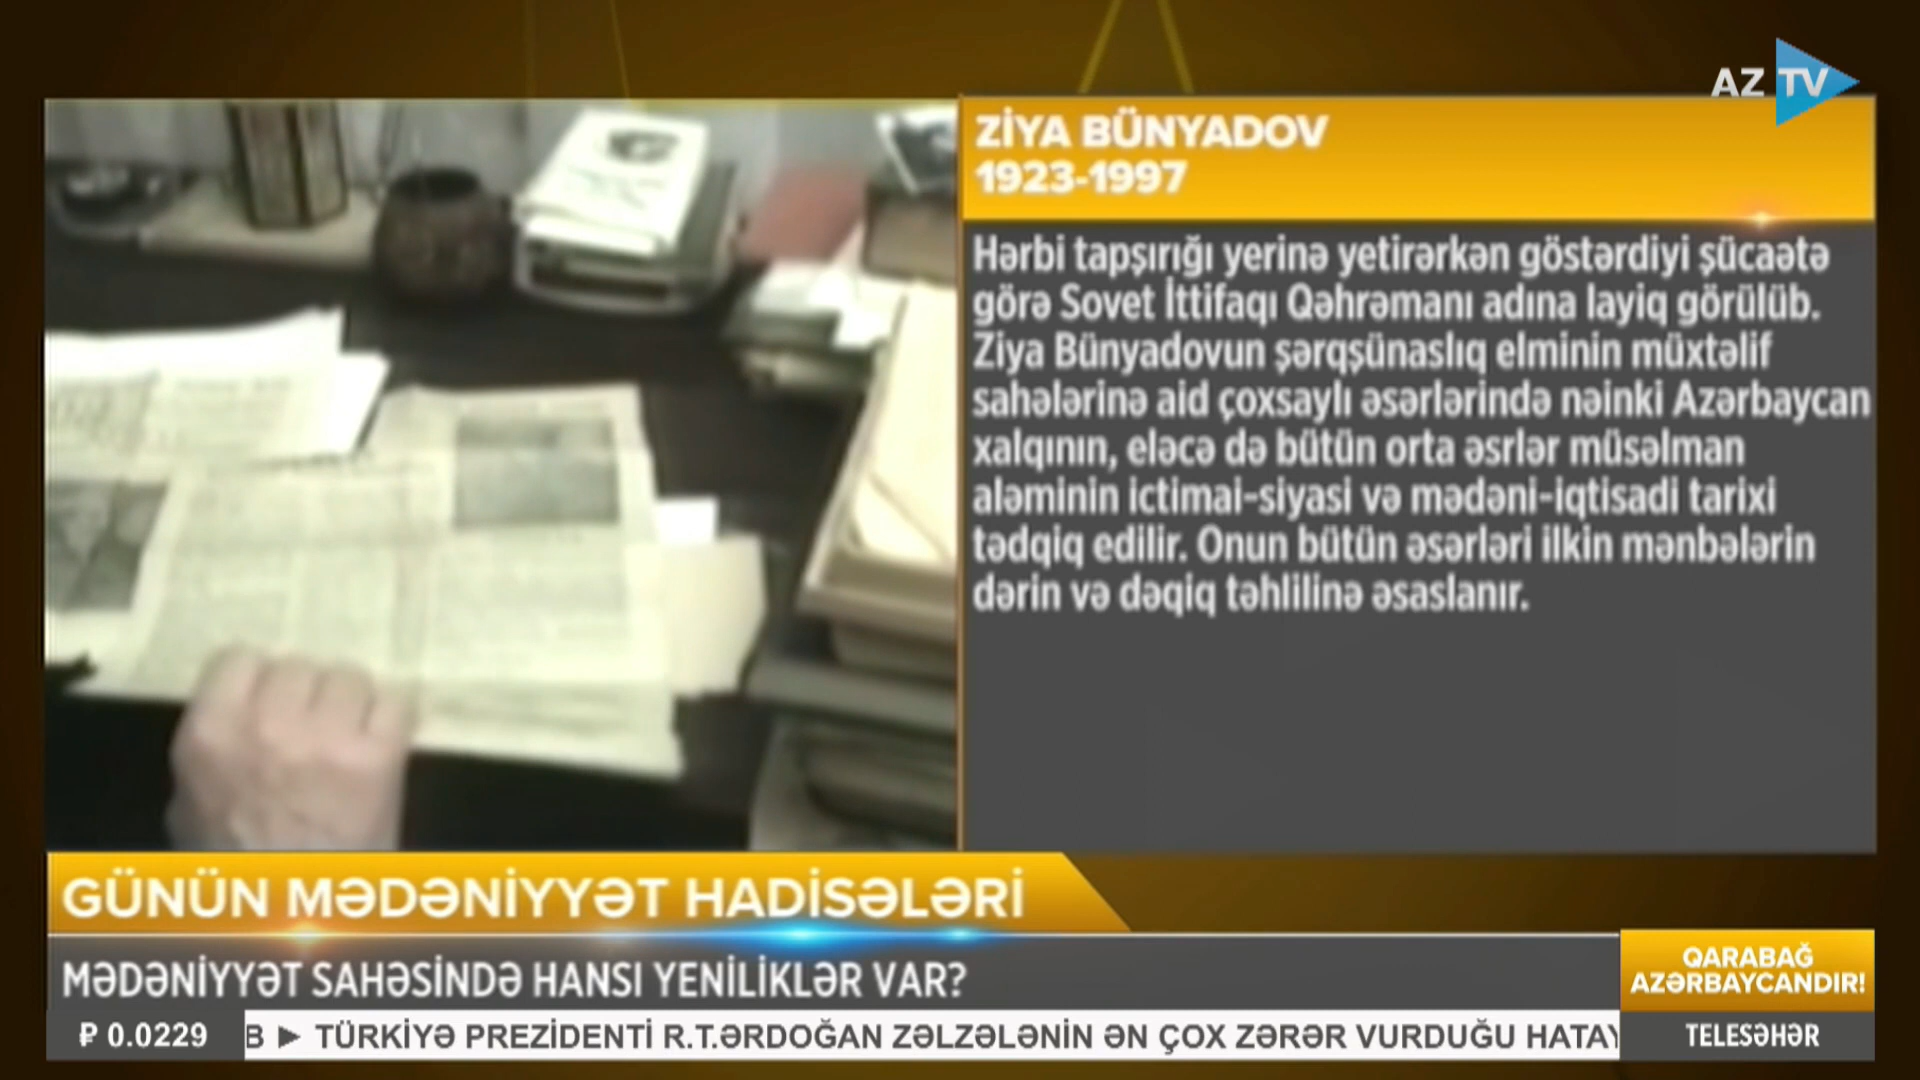 AZ TV
ZİYA BÜNYADOV
1923-1997
Hərbi tapşırığı yerinə yetirərkən göstərdiyi şücaətə
görə Sovet İttifaqı Qəhrəmanı adına layiq görülüb.
Ziya Bünyadovun şərqşünaslıq elminin müxtəlif
sahələrinə aid çoxsaylı əsərlərində nəinki Azərbaycan
xalqının, eləcə də bütün orta əsrlər müsəlman
aləminin ictimai-siyasi və mədəni-iqtisadi tarixi
tədqiq edilir. Onun bütün əsərləri ilkin mənbələrin
dərin və dəqiq təhlilinə əsaslanır.
GÜNÜN MƏDƏNİYYƏT HADİSƏLƏRİ
MƏDƏNİYYƏT SAHƏSİNDƏ HANSI YENİLİKLƏR VAR?
QARABAĞ
AZƏRBAYCANDIR!
₽ 0.0229
B ► TÜRKİYƏ PREZİDENTİ R.T.ƏRDOĞAN ZƏLZƏLƏNİN ƏN ÇOX ZƏRƏR VURDUĞU HATAY
TELESƏHƏR